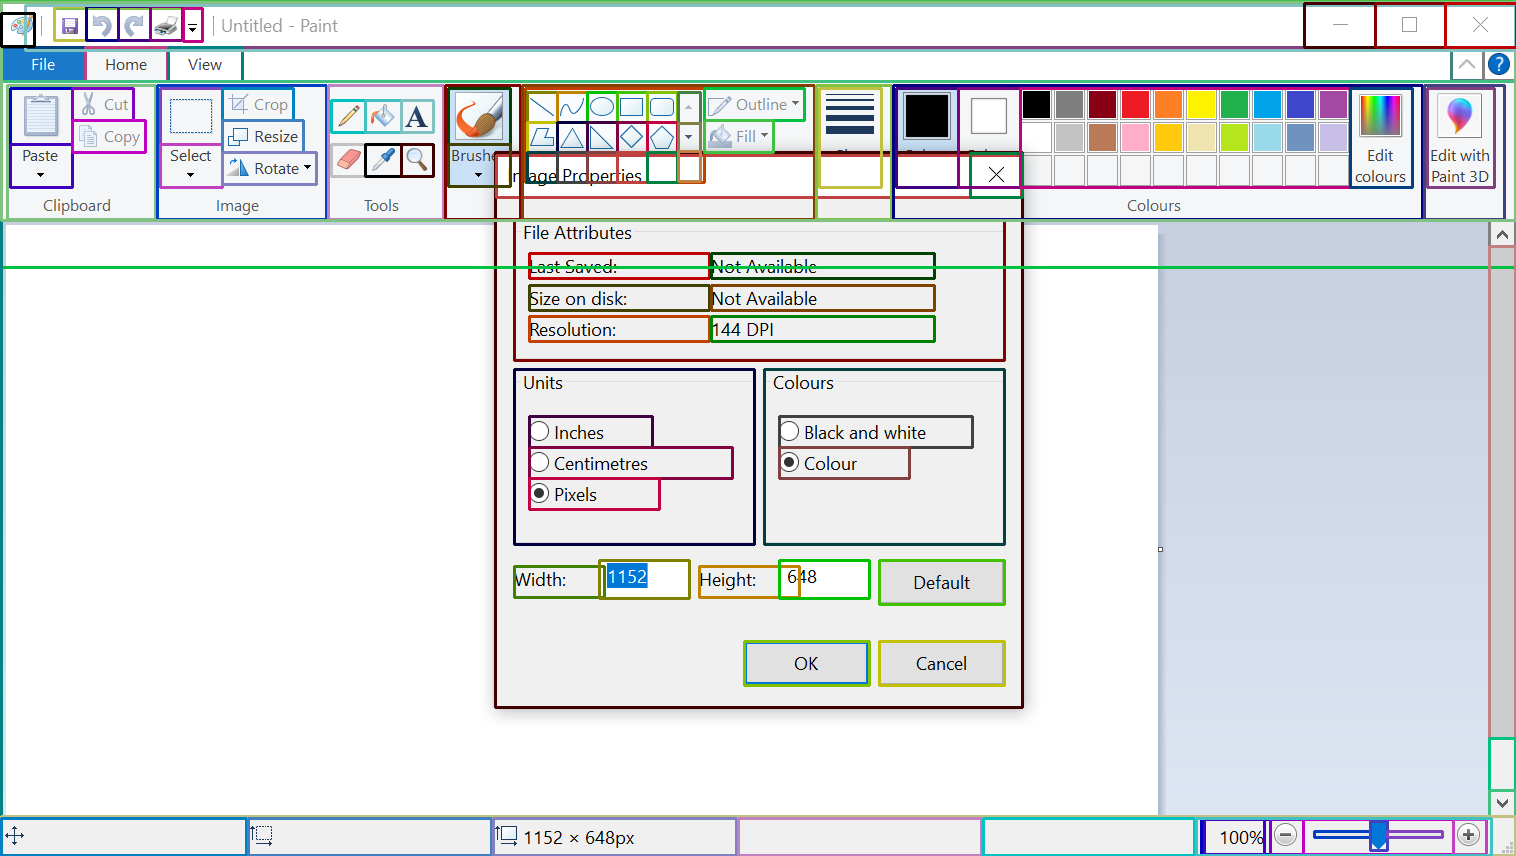 Untitled - Paint
File
Home
View
Paste
Cut
Copy
Clipboard
Select
Crop
Resize
Rotate
Image
A
Tools
Outline
Fill
Edit colours
Colours
Edit with Paint 3D
Properties
File Attributes
Last Saved: Not Available
Size on disk: Not Available
Resolution: 144 DPI
Units
Inches
Centimetres
Pixels
Colours
Black and white
Colour
Width: 1152
Height: 648
Default
OK
Cancel
1152 × 648px
100%